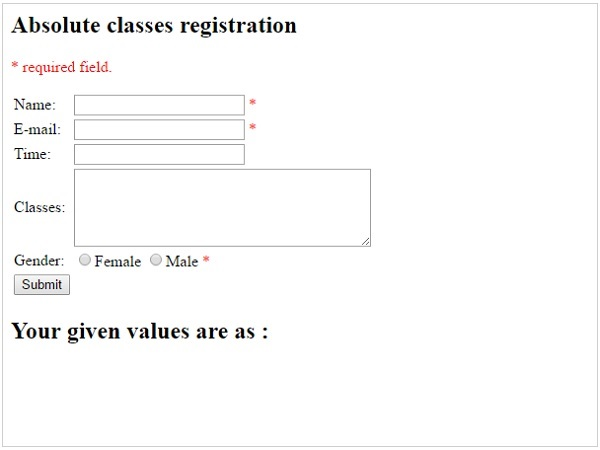 Absolute classes registration
* required field.
Name: *
E-mail: *
Time:
Classes:
Gender: Female Male *
Submit
Your given values are as :